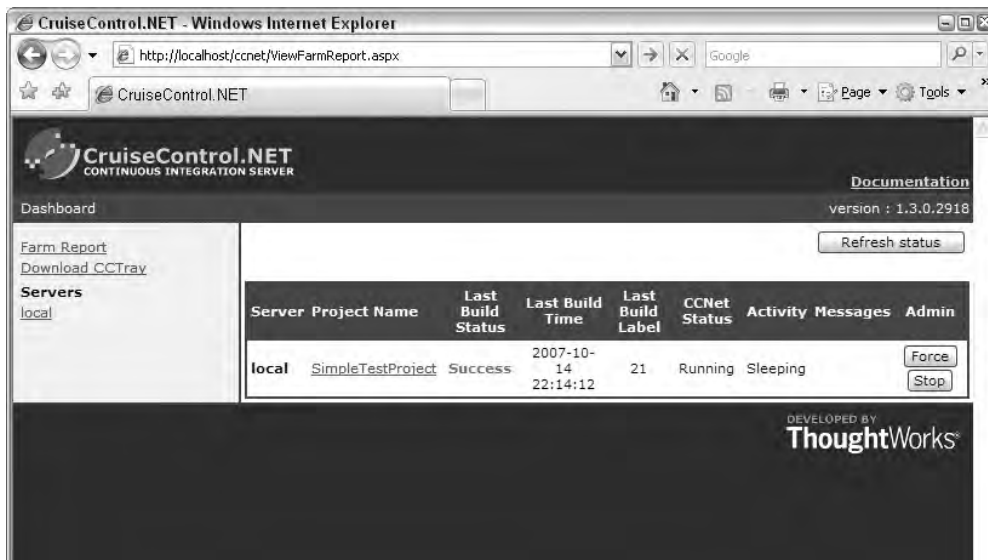 CruiseControl.NET - Windows Internet Explorer
http://localhost/ccnet/ViewFarmReport.aspx
Google
CruiseControl.NET
Page
Tools
CruiseControl.NET
CONTINUOUS INTEGRATION SERVER
Documentation
Dashboard
version : 1.3.0.2918
Farm Report
Download CCTray
Servers
local
Refresh status
Server
Project Name
Last
Build
Status
Last Build
Time
Last
Build
Label
CCNet
Status
Activity
Messages
Admin
local
SimpleTestProject
Success
2007-10-
14
22:14:12
21
Running
Sleeping
Force
Stop
DEVELOPED BY
ThoughtWorks®